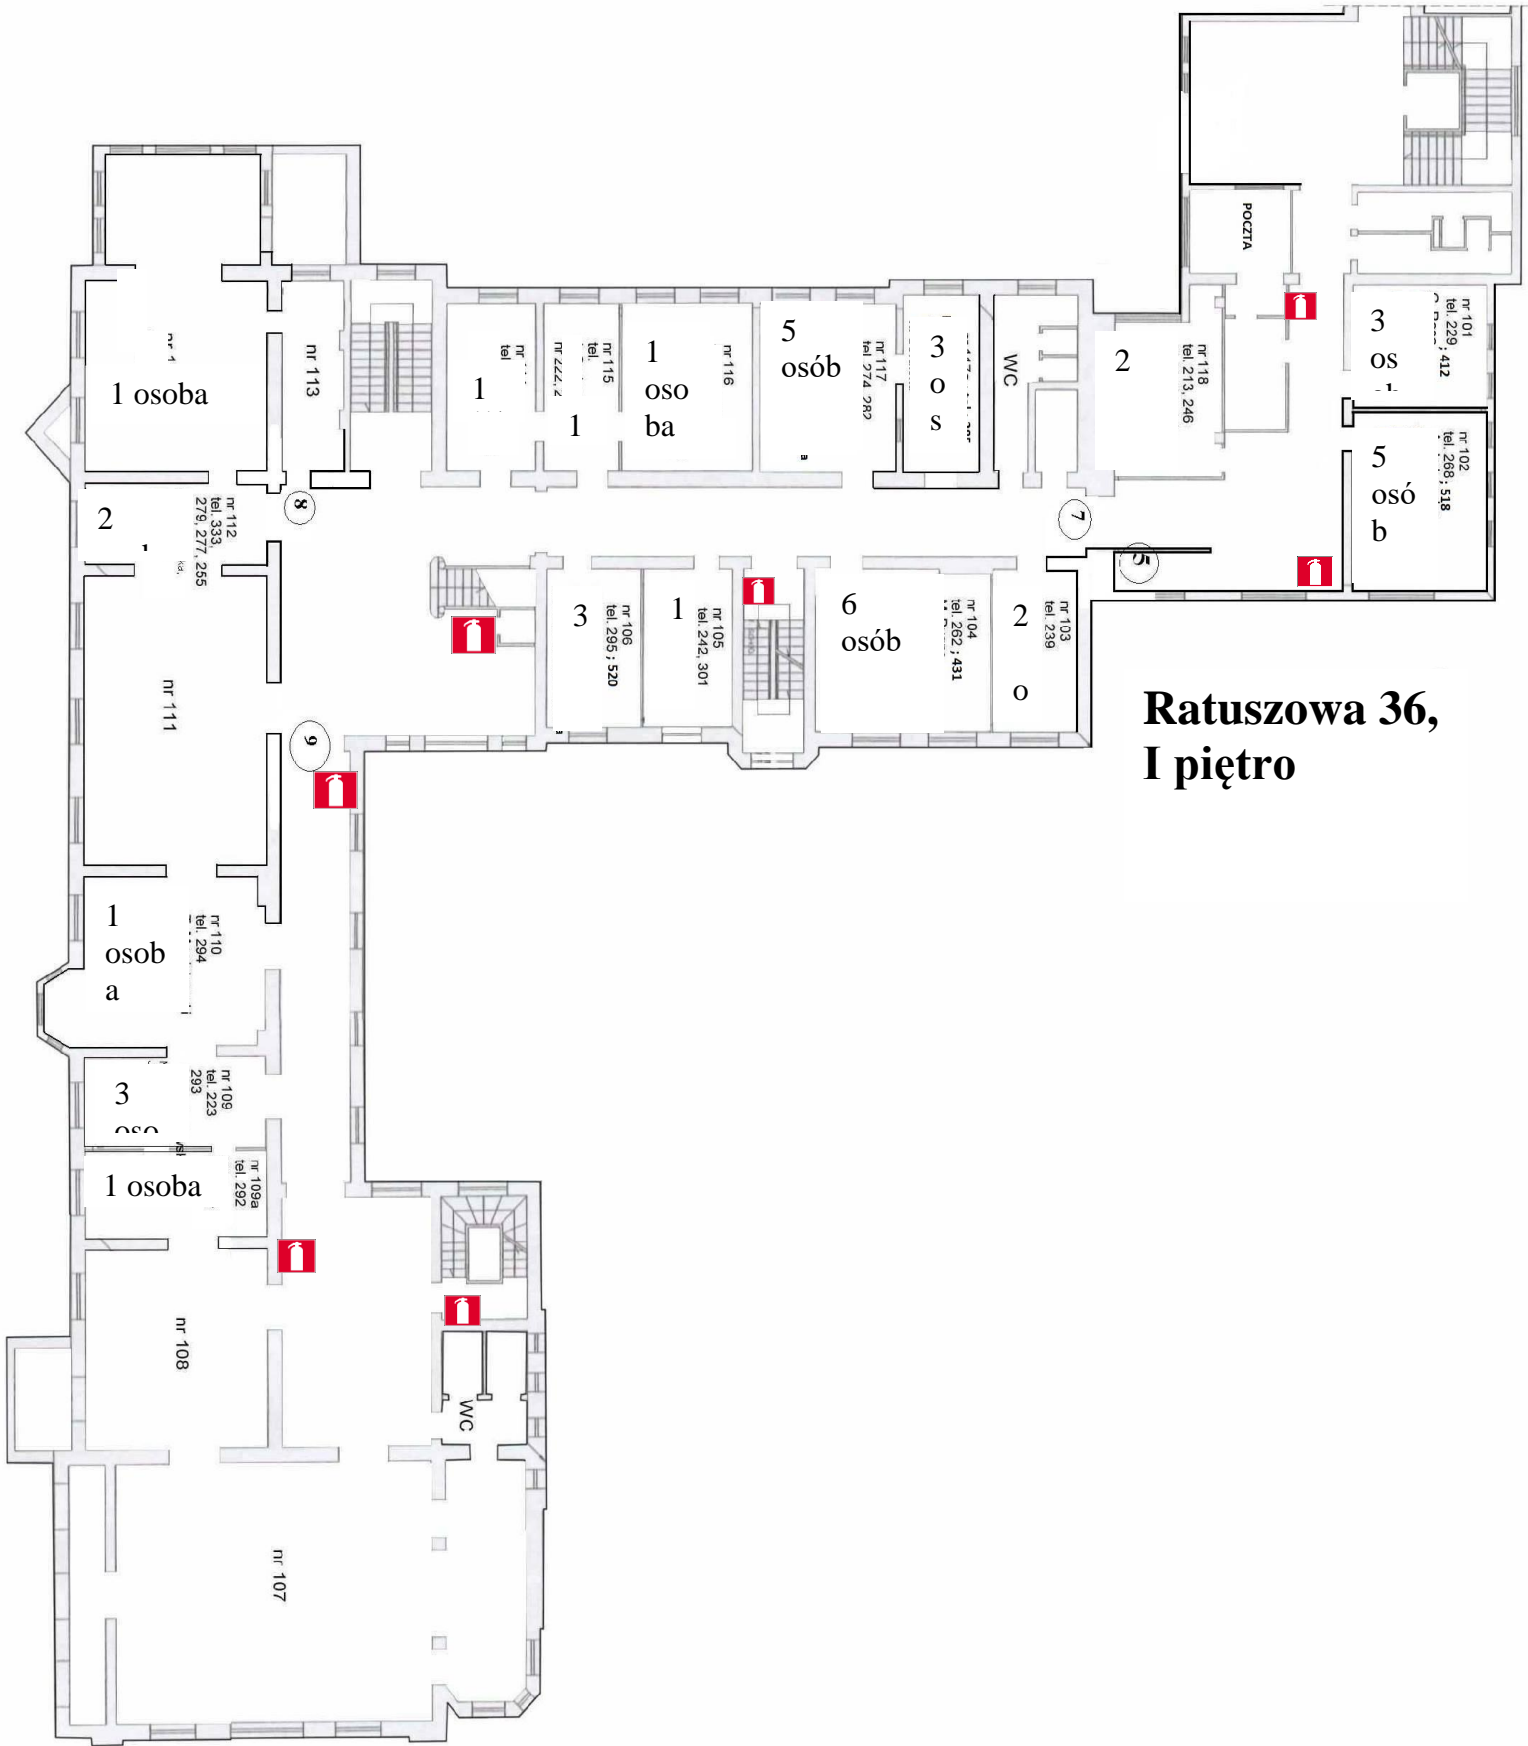 POCZTA
nr 101
tel. 229 ; 412
3
os
nr 102
tel. 268 ; 518
5
osó
b
nr 118
tel. 213, 246
2
WC
3
o
s
nr 117
tel. 274, 282
5
osób
nr 116
1
oso
ba
nr 115
tel.
1
tel
1
nr 113
1 osoba
8
7
5
nr 112
tel. 333,
279, 277, 255
2
nr 106
tel. 295 ; 520
3
nr 105
tel. 242, 301
1
nr 104
tel. 262 ; 431
6
osób
nr 103
tel. 239
2
o
Ratuszowa 36,
I piętro
nr 111
9
nr 110
tel. 294
1
osob
a
nr 109
tel. 223
293
3
oso
nr 109a
tel. 292
1 osoba
nr 108
WC
nr 107